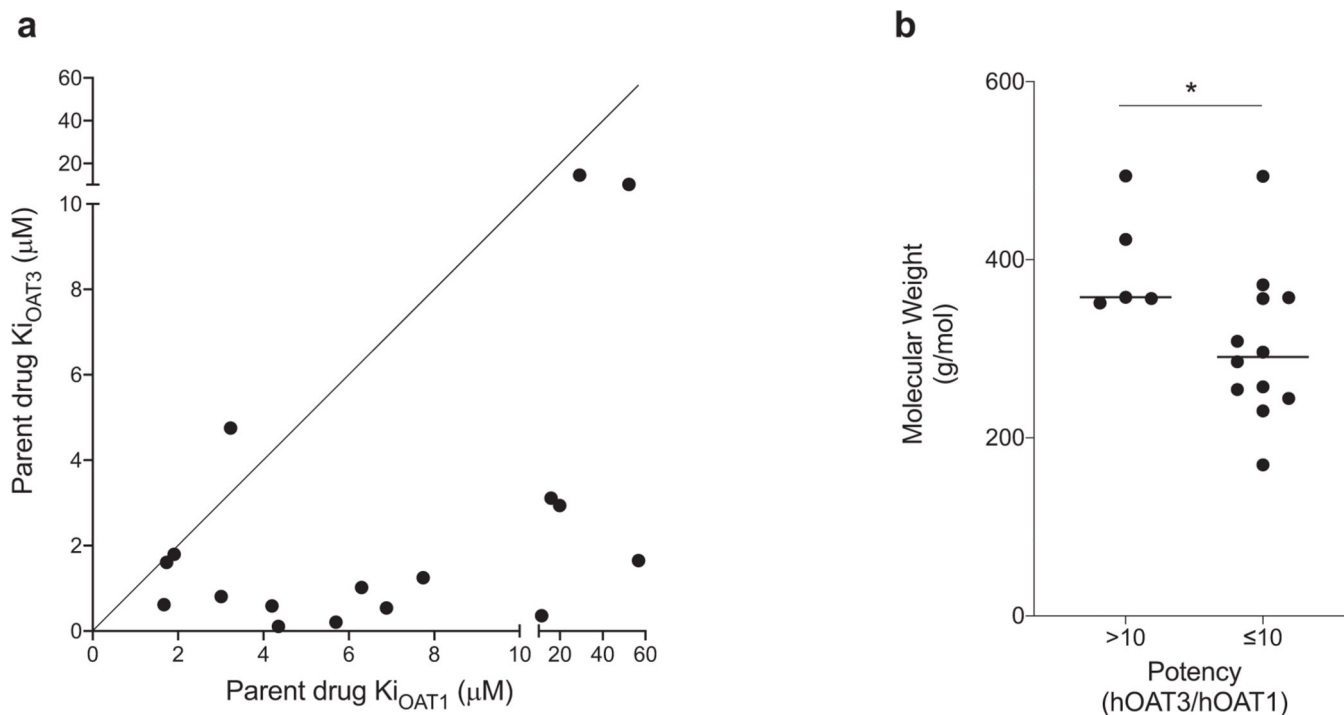 a
60
40
20
10
8
6
4
2
0
Parent drug KiOAT3 (μM)
0 2 4 6 8 10 20 40 60
Parent drug KiOAT1 (μM)
b
600
400
200
0
Molecular Weight
(g/mol)
*
>10 ≤10
Potency
(hOAT3/hOAT1)